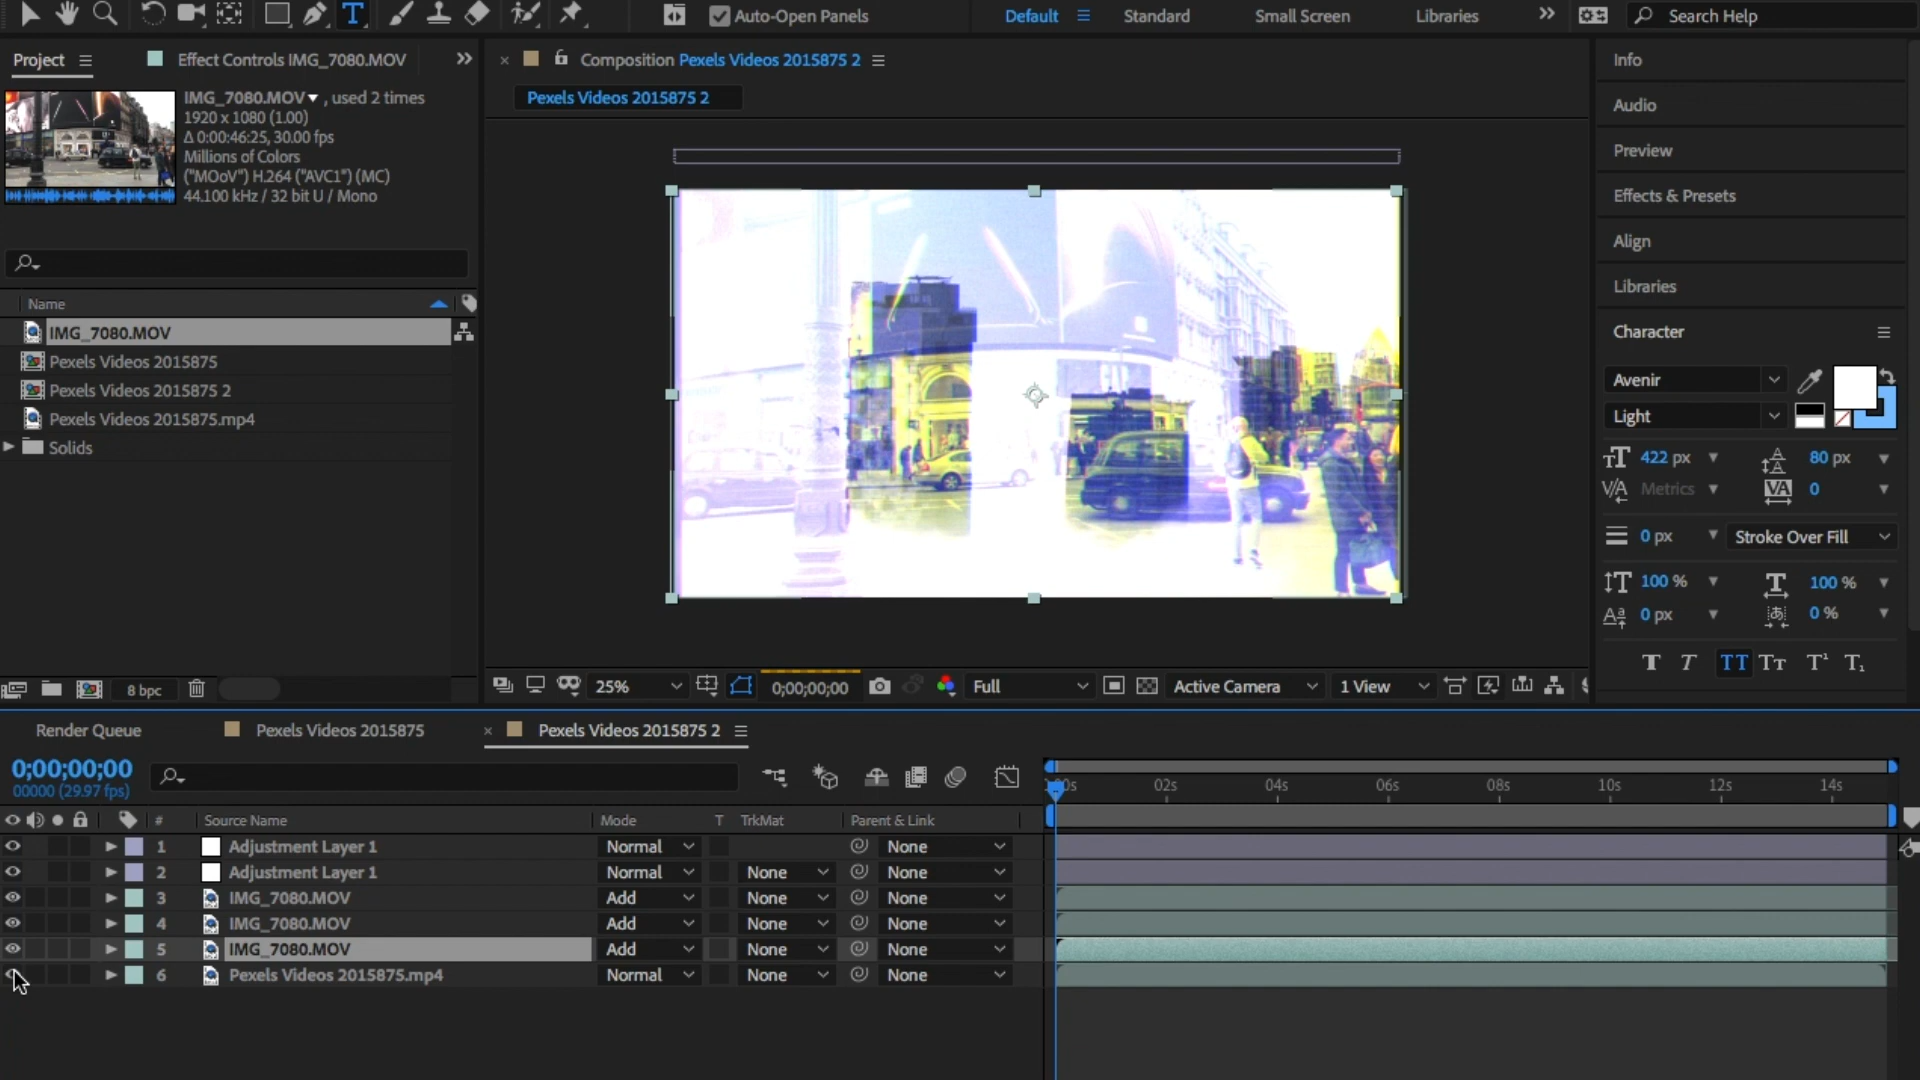 Auto-Open Panels Default Standard Small Screen Libraries Search Help
Project Effect Controls IMG_7080.MOV
Composition Pexels Videos 2015875 2
Info
IMG_7080.MOV , used 2 times
1920 x 1080 (1.00)
Δ 0:00:46:25, 30.00 fps
Millions of Colors
("MOoV") H.264 ("AVC1") (MC)
44.100 kHz / 32 bit U / Mono
Pexels Videos 2015875 2
Audio
Preview
Effects & Presets
Align
Libraries
Character
Name
IMG_7080.MOV
Pexels Videos 2015875
Pexels Videos 2015875 2
Pexels Videos 2015875.mp4
Solids
Avenir
Light
422 px 80 px
Metrics 0
0 px Stroke Over Fill
100 % 100 %
0 px 0 %
8 bpc
25% 0;00;00;00 Full Active Camera 1 View
Render Queue Pexels Videos 2015875 Pexels Videos 2015875 2
0;00;00;00
00000 (29.97 fps)
02s 04s 06s 08s 10s 12s 14s
# Source Name Mode T TrkMat Parent & Link
1 Adjustment Layer 1 Normal None
2 Adjustment Layer 1 Normal None None
3 IMG_7080.MOV Add None None
4 IMG_7080.MOV Add None None
5 IMG_7080.MOV Add None None
6 Pexels Videos 2015875.mp4 Normal None None